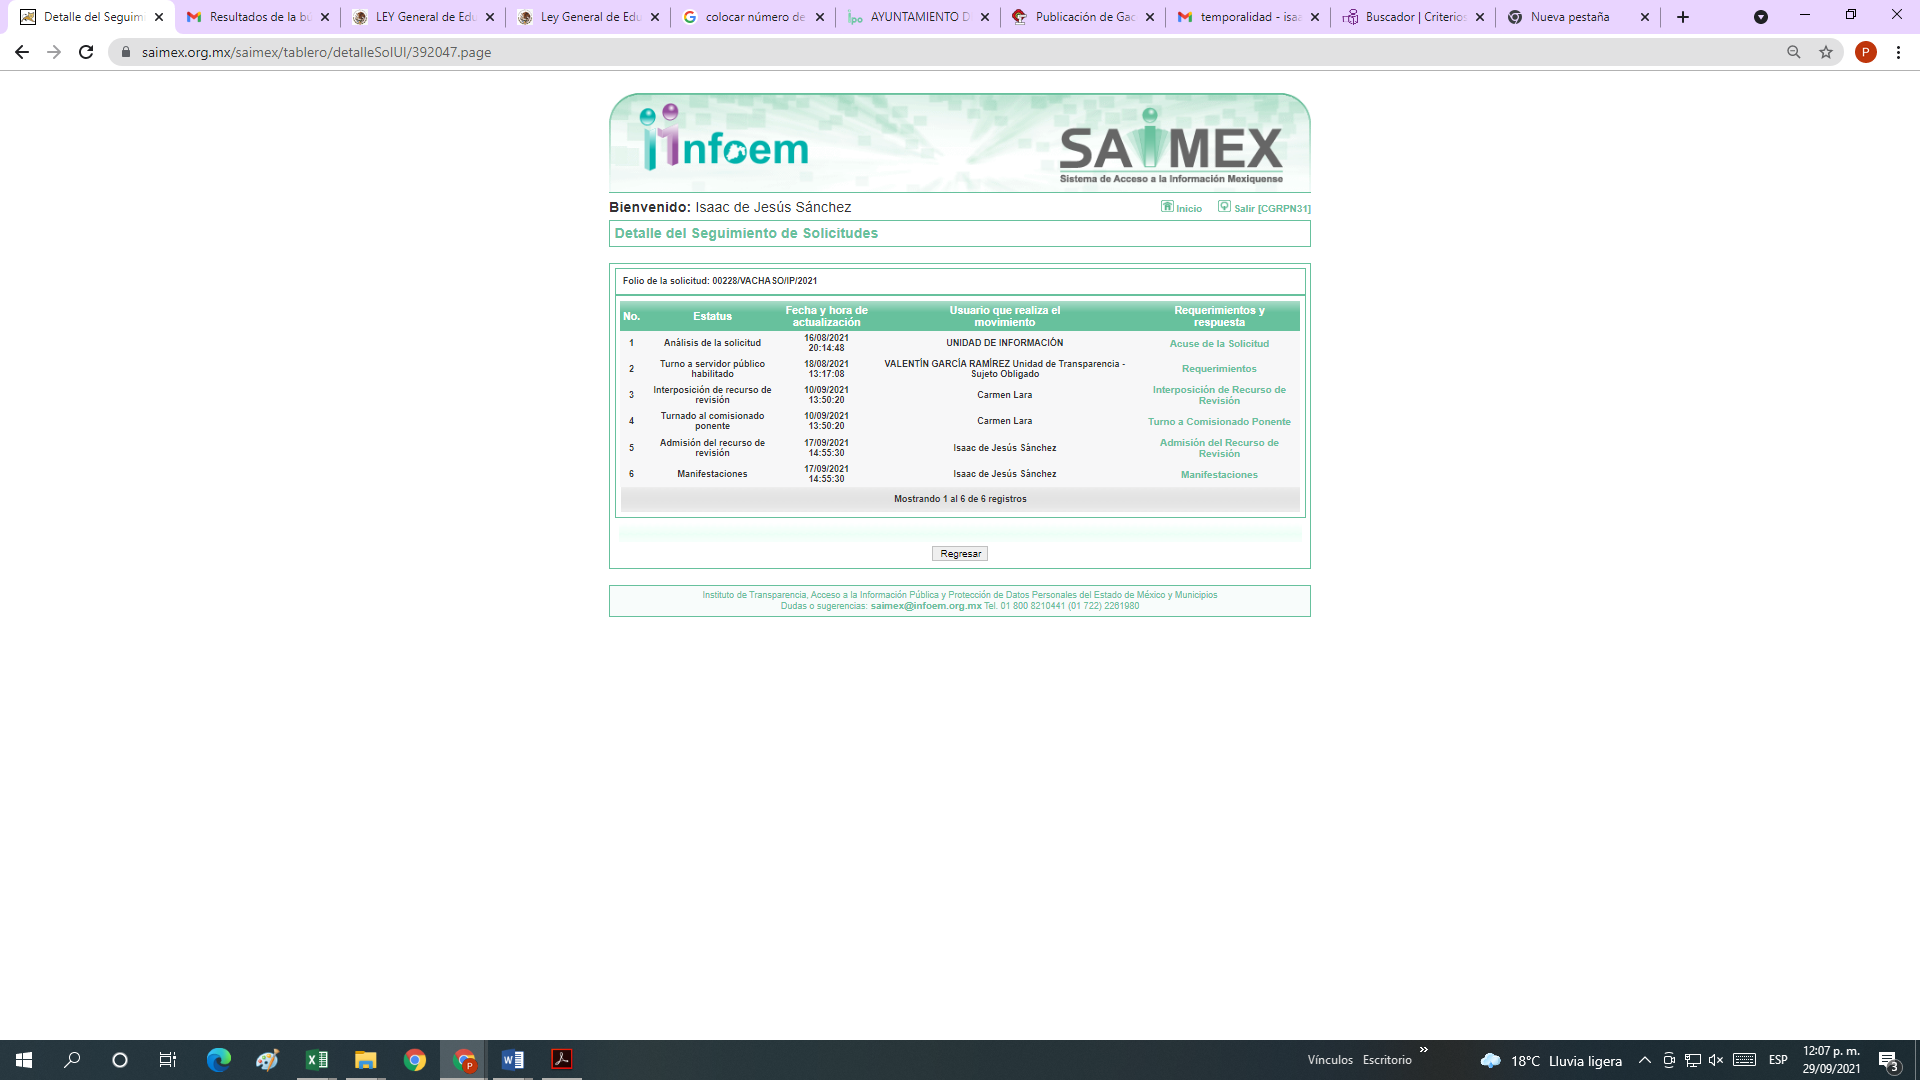 Detalle del Seguim
Resultados de la bú
LEY General de Edu
Ley General de Edu
colocar número de
AYUNTAMIENTO D
Publicación de Gac
temporalidad - isaa
Buscador | Criterios
Nueva pestaña
saimex.org.mx/saimex/tablero/detalleSolUI/392047.page
P
infoem
SAIMEX
Sistema de Acceso a la Información Mexiquense
Bienvenido: Isaac de Jesús Sánchez
Inicio
Salir [CGRPN31]
Detalle del Seguimiento de Solicitudes
Folio de la solicitud: 00228/VACHASO/IP/2021
No. Estatus Fecha y hora de actualización Usuario que realiza el movimiento Requerimientos y respuesta
1 Análisis de la solicitud 16/08/2021 20:14:48 UNIDAD DE INFORMACIÓN Acuse de la Solicitud
2 Turno a servidor público habilitado 18/08/2021 13:17:08 VALENTÍN GARCÍA RAMÍREZ Unidad de Transparencia - Sujeto Obligado Requerimientos
3 Interposición de recurso de revisión 10/09/2021 13:50:20 Carmen Lara Interposición de Recurso de Revisión
4 Turnado al comisionado ponente 10/09/2021 13:50:20 Carmen Lara Turno a Comisionado Ponente
5 Admisión del recurso de revisión 17/09/2021 14:55:30 Isaac de Jesús Sánchez Admisión del Recurso de Revisión
6 Manifestaciones 17/09/2021 14:55:30 Isaac de Jesús Sánchez Manifestaciones
Mostrando 1 al 6 de 6 registros
Regresar
Instituto de Transparencia, Acceso a la Información Pública y Protección de Datos Personales del Estado de México y Municipios
Dudas o sugerencias: saimex@infoem.org.mx Tel. 01 800 8210441 (01 722) 2261980
Vínculos
Escritorio
18°C Lluvia ligera
ESP
12:07 p. m.
29/09/2021
3